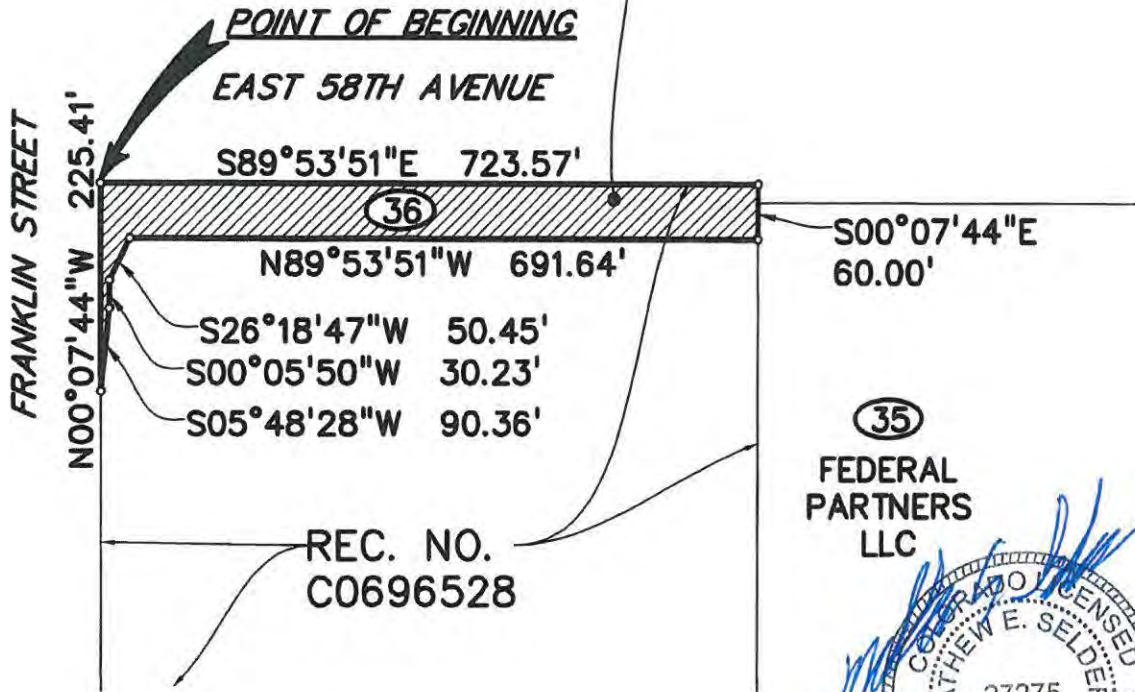 POINT OF BEGINNING
EAST 58TH AVENUE
FRANKLIN STREET
N00°07'44"W 225.41'
S89°53'51"E 723.57'
36
S00°07'44"E
60.00'
N89°53'51"W 691.64'
S26°18'47"W 50.45'
S00°05'50"W 30.23'
S05°48'28"W 90.36'
35
FEDERAL
PARTNERS
LLC
REC. NO.
C0696528
COLORADO LICENSED